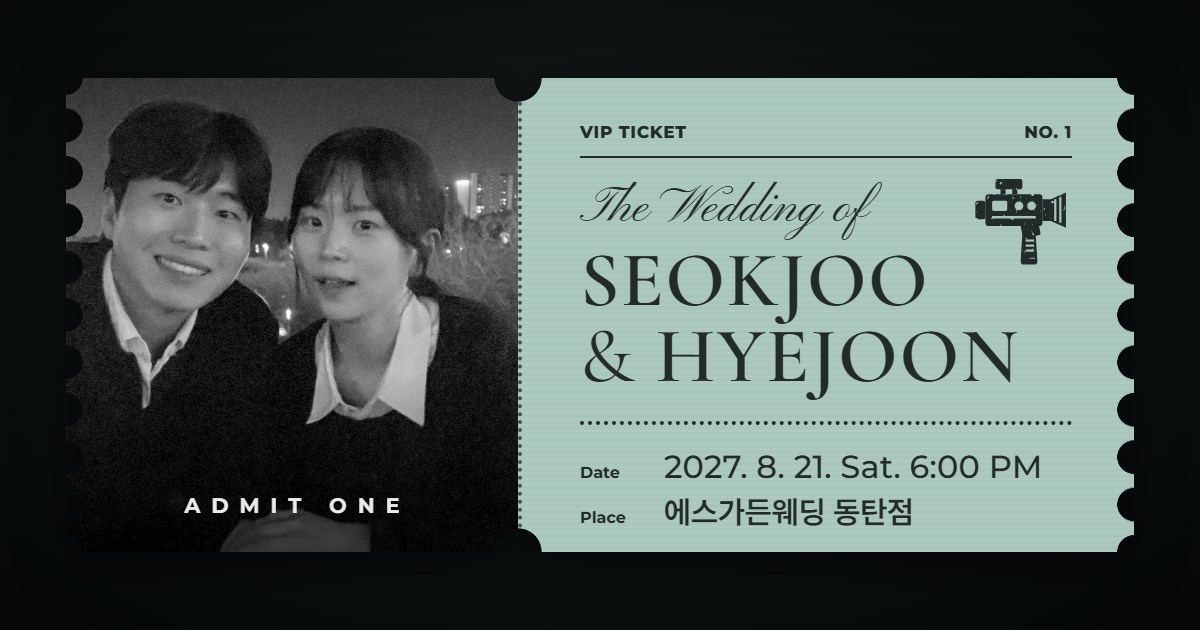 VIP TICKET
NO. 1
The Wedding of
SEOKJOO
& HYEJOON
Date 2027. 8. 21. Sat. 6:00 PM
Place 에스가든웨딩 동탄점
ADMIT ONE